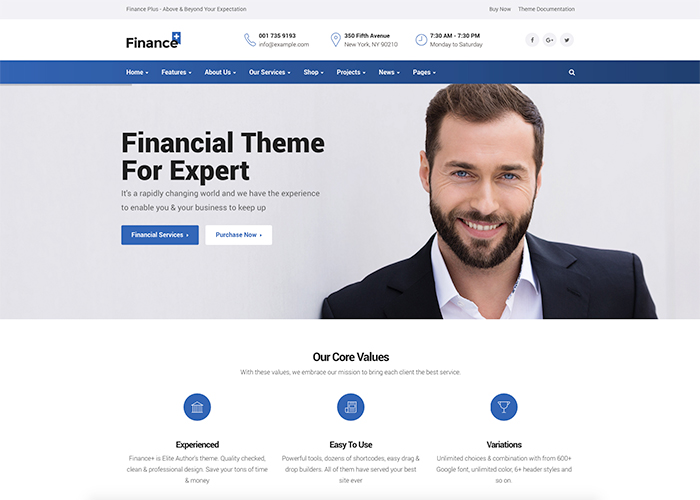 Finance Plus - Above & Beyond Your Expectation
Buy Now Theme Documentation
Finance+
001 735 9193
info@example.com
350 Fifth Avenue
New York, NY 90210
7:30 AM - 7:30 PM
Monday to Saturday
Home Features About Us Our Services Shop Projects News Pages
Financial Theme
For Expert
It's a rapidly changing world and we have the experience
to enable you & your business to keep up
Financial Services › Purchase Now ›
Our Core Values
With these values, we embrace our mission to bring each client the best service.
Experienced
Finance+ is Elite Author's theme. Quality checked,
clean & professional design. Save your tons of time
& money
Easy To Use
Powerful tools, dozens of shortcodes, easy drag &
drop builders. All of them have served your best
site ever
Variations
Unlimited choices & combination with from 600+
Google font, unlimited color, 6+ header styles and
so on.